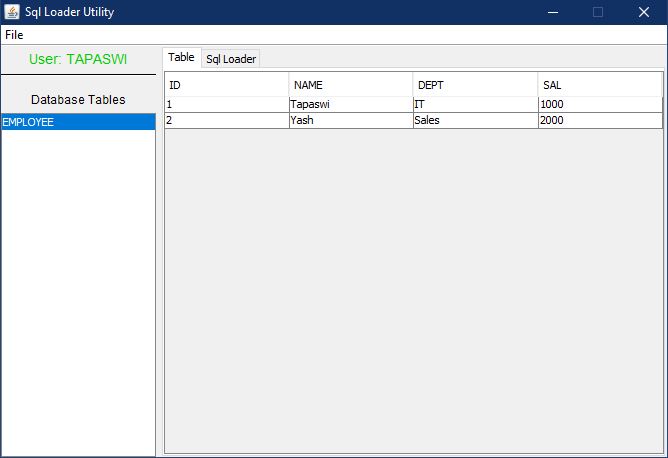 Sql Loader Utility
File
User: TAPASWI
Database Tables
EMPLOYEE
Table Sql Loader
ID NAME DEPT SAL
1 Tapaswi IT 1000
2 Yash Sales 2000